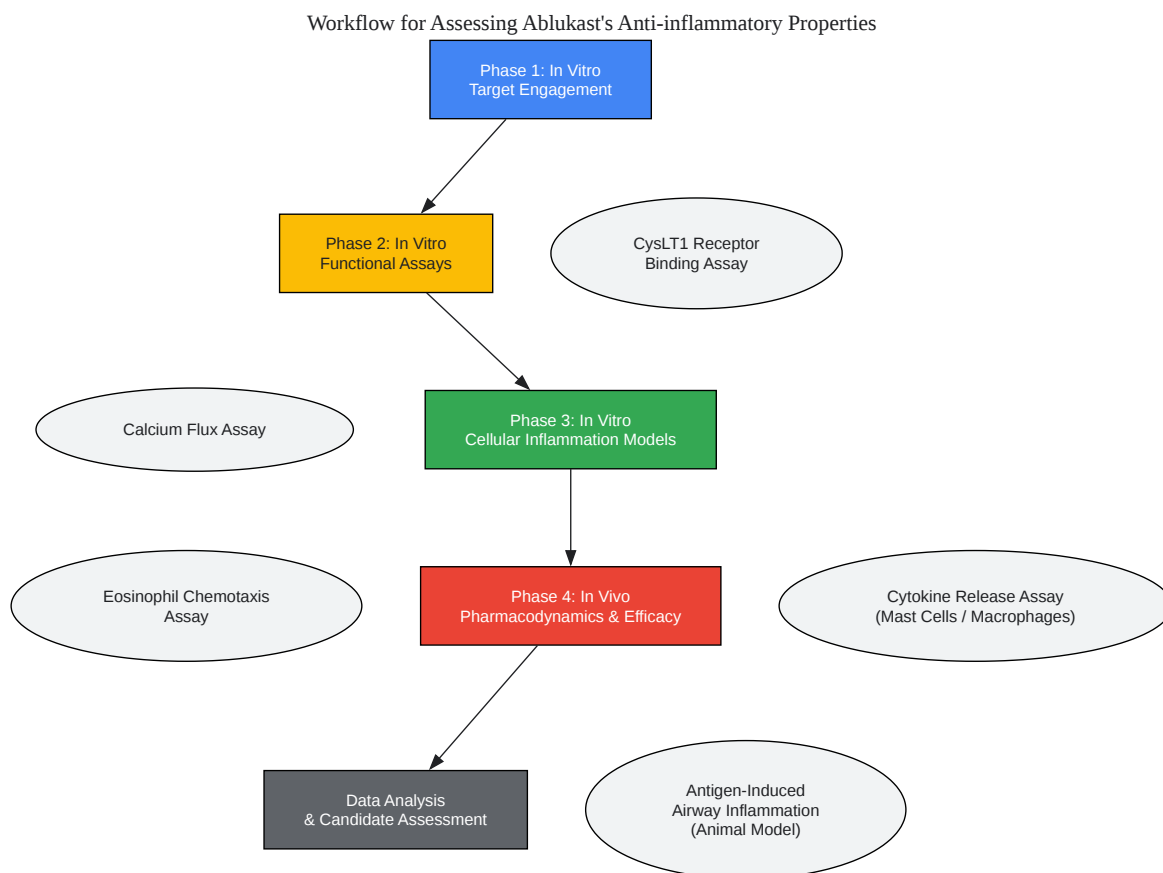 Workflow for Assessing Ablukast's Anti-inflammatory Properties
Phase 1: In Vitro
Target Engagement
Phase 2: In Vitro
Functional Assays
CysLT1 Receptor
Binding Assay
Phase 3: In Vitro
Cellular Inflammation Models
Calcium Flux Assay
Eosinophil Chemotaxis
Assay
Phase 4: In Vivo
Pharmacodynamics & Efficacy
Cytokine Release Assay
(Mast Cells / Macrophages)
Data Analysis
& Candidate Assessment
Antigen-Induced
Airway Inflammation
(Animal Model)